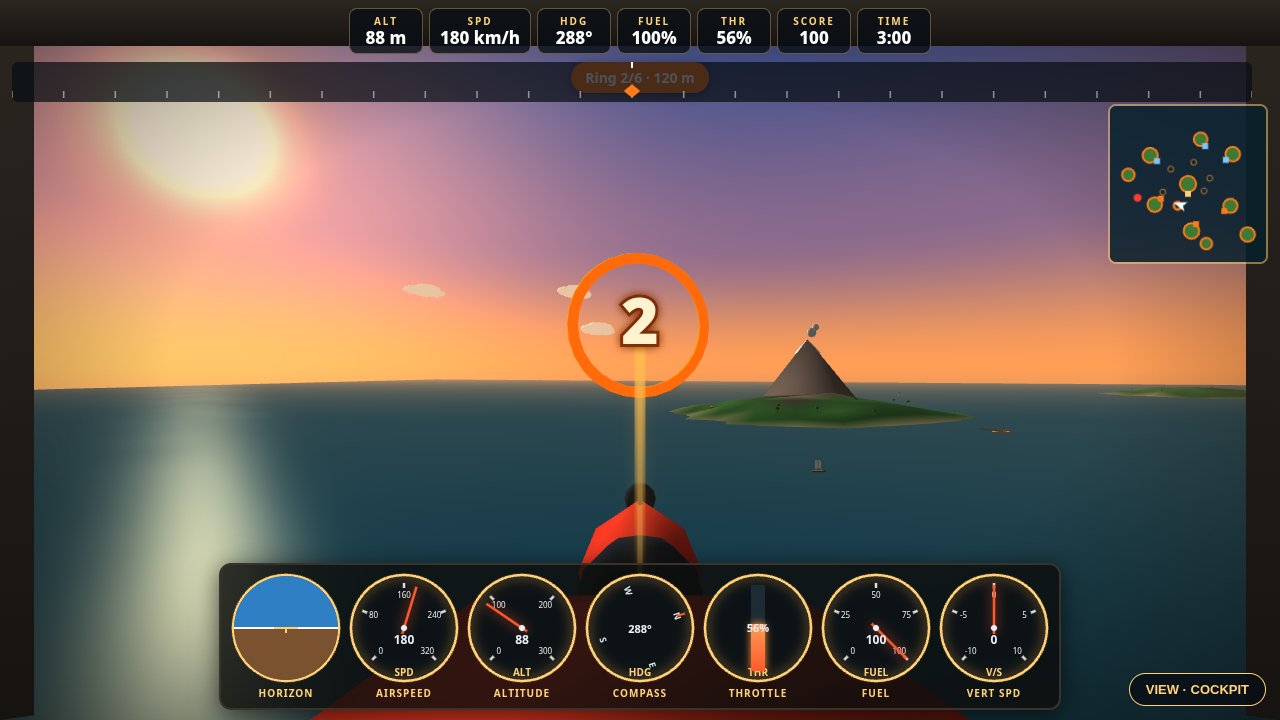 ALT
88 m
SPD
180 km/h
HDG
288°
FUEL
100%
THR
56%
SCORE
100
TIME
3:00
Ring 2/6 · 120 m
2
HORIZON
160
80
240
180
0
320
SPD
AIRSPEED
100
200
88
0
300
ALT
ALTITUDE
W
N
288°
S
E
HDG
COMPASS
56%
THR
THROTTLE
50
25
75
100
0
100
FUEL
FUEL
0
-5
5
0
-10
10
V/S
VERT SPD
VIEW · COCKPIT